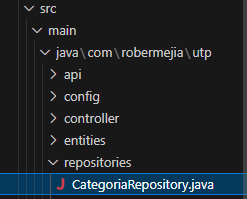 src
main
java\com\robermejia\utp
api
config
controller
entities
repositories
J CategoriaRepository.java